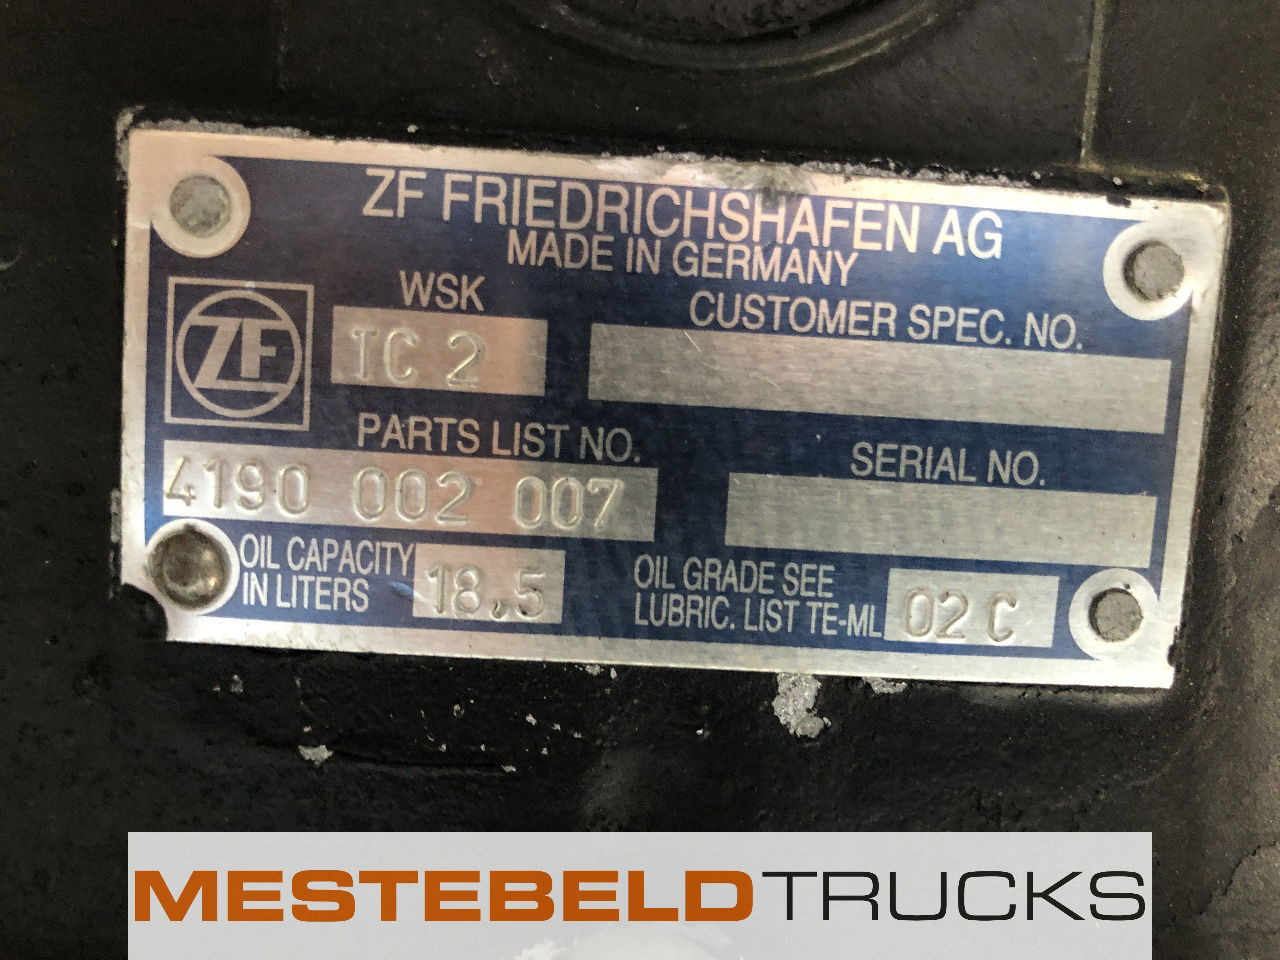 ZF FRIEDRICHSHAFEN AG
MADE IN GERMANY
ZF
WSK
TC 2
CUSTOMER SPEC. NO.
PARTS LIST NO.
4190 002 007
SERIAL NO.
OIL CAPACITY
IN LITERS
18,5
OIL GRADE SEE
LUBRIC. LIST TE-ML
02 C
MESTEBELDTRUCKS